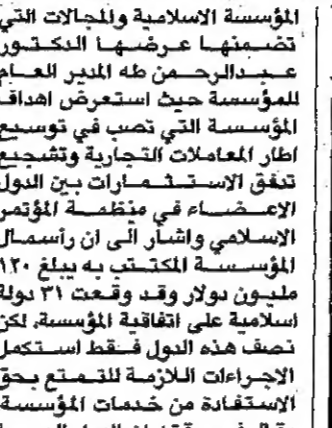 المؤسسة الاسلامية والمجالات التي
تضمنها عرضها الدكتور
عبدالرحمن طه المدير العام
للمؤسسة حيث استعرض اهداف
المؤسسة التي تصب في توسيع
اطار المعاملات التجارية وتشجيع
تدفق الاستثمارات بين الدول
الاعضاء في منظمة المؤتمر
الاسلامي واشار الى ان رأسمال
المؤسسة المكتتب به يبلغ ١٢٠
مليون دولار وقد وقعت ٣١ دولة
اسلامية على اتفاقية المؤسسة، لكن
نصف هذه الدول فقط استكمل
الاجراءات اللازمة للتمتع بحق
الاستفادة من خدمات المؤسسة